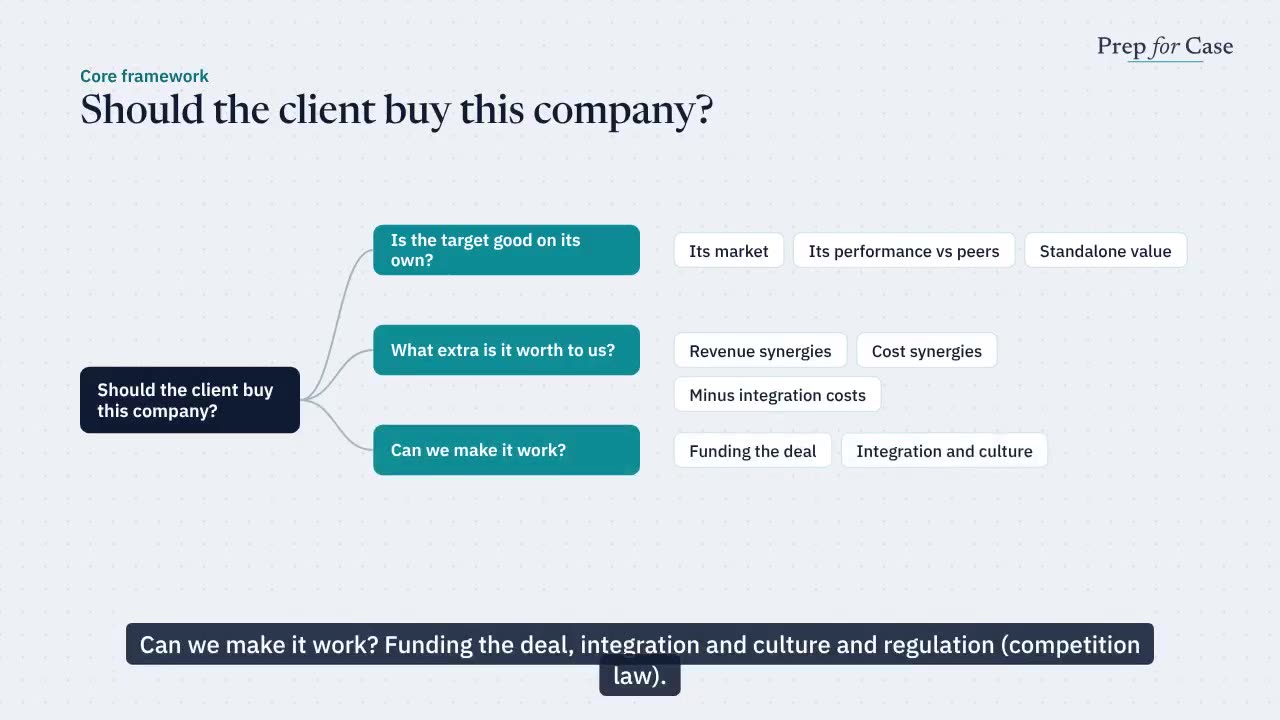 Prep for Case
Core framework
Should the client buy this company?
Is the target good on its
own?
Its market
Its performance vs peers
Standalone value
What extra is it worth to us?
Revenue synergies
Cost synergies
Minus integration costs
Should the client buy
this company?
Can we make it work?
Funding the deal
Integration and culture
Can we make it work? Funding the deal, integration and culture and regulation (competition
law).